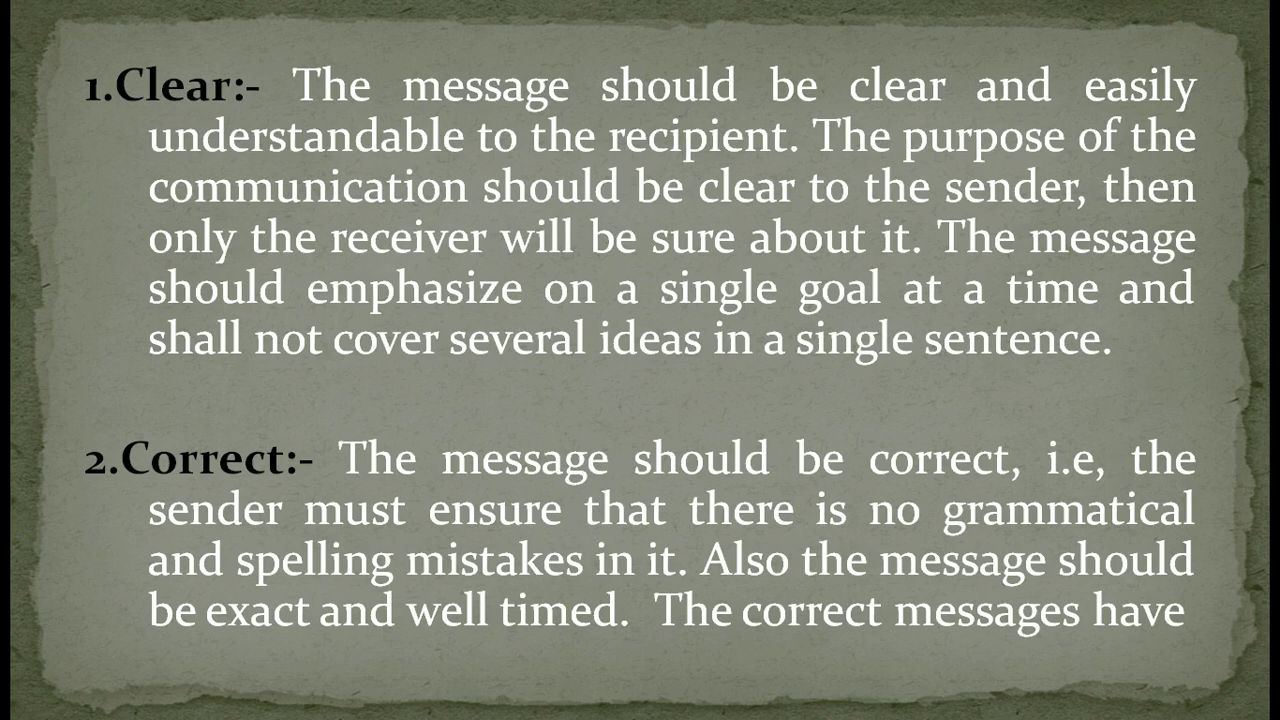 1.Clear:- The message should be clear and easily
understandable to the recipient. The purpose of the
communication should be clear to the sender, then
only the receiver will be sure about it. The message
should emphasize on a single goal at a time and
shall not cover several ideas in a single sentence.
2.Correct:- The message should be correct, i.e, the
sender must ensure that there is no grammatical
and spelling mistakes in it. Also the message should
be exact and well timed.  The correct messages have